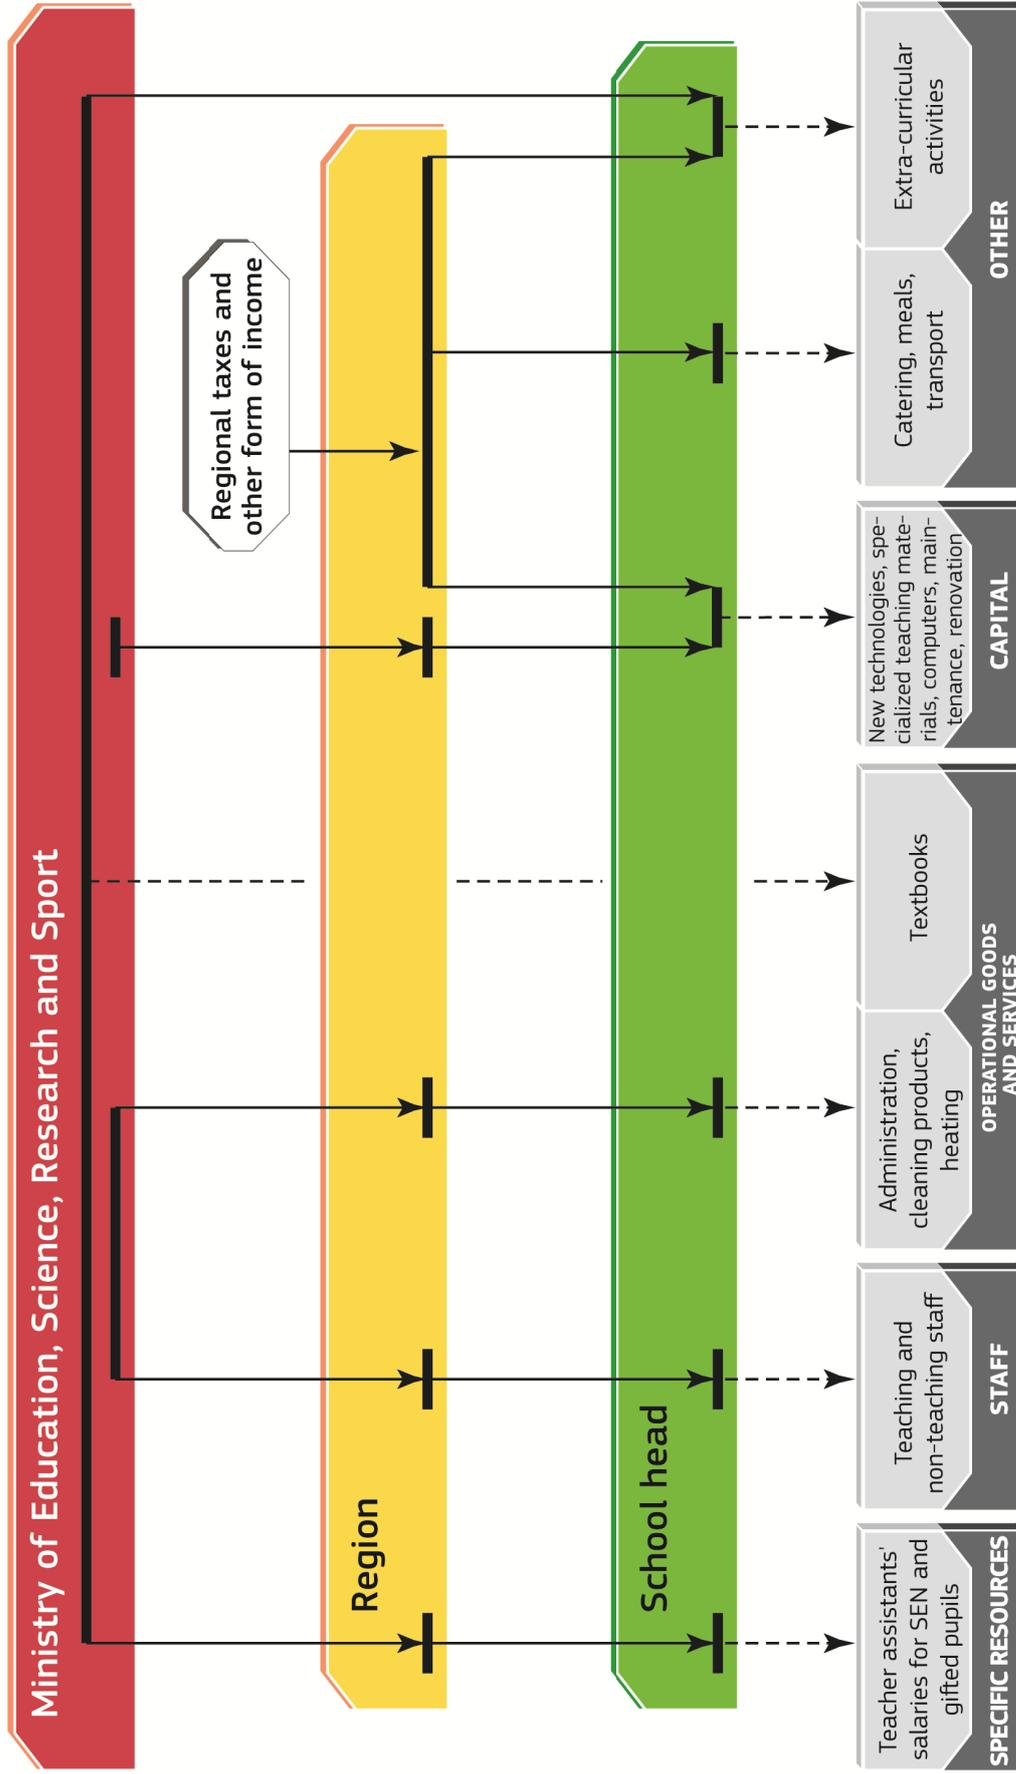 Ministry of Education, Science, Research and Sport
Regional taxes and
other form of income
Region
School head
Teacher assistants'
salaries for SEN and
gifted pupils
SPECIFIC RESOURCES
Teaching and
non-teaching staff
STAFF
Administration,
cleaning products,
heating
Textbooks
OPERATIONAL GOODS
AND SERVICES
New technologies, spe-
cialized teaching mate-
rials, computers, main-
tenance, renovation
CAPITAL
Catering, meals,
transport
Extra-curricular
activities
OTHER